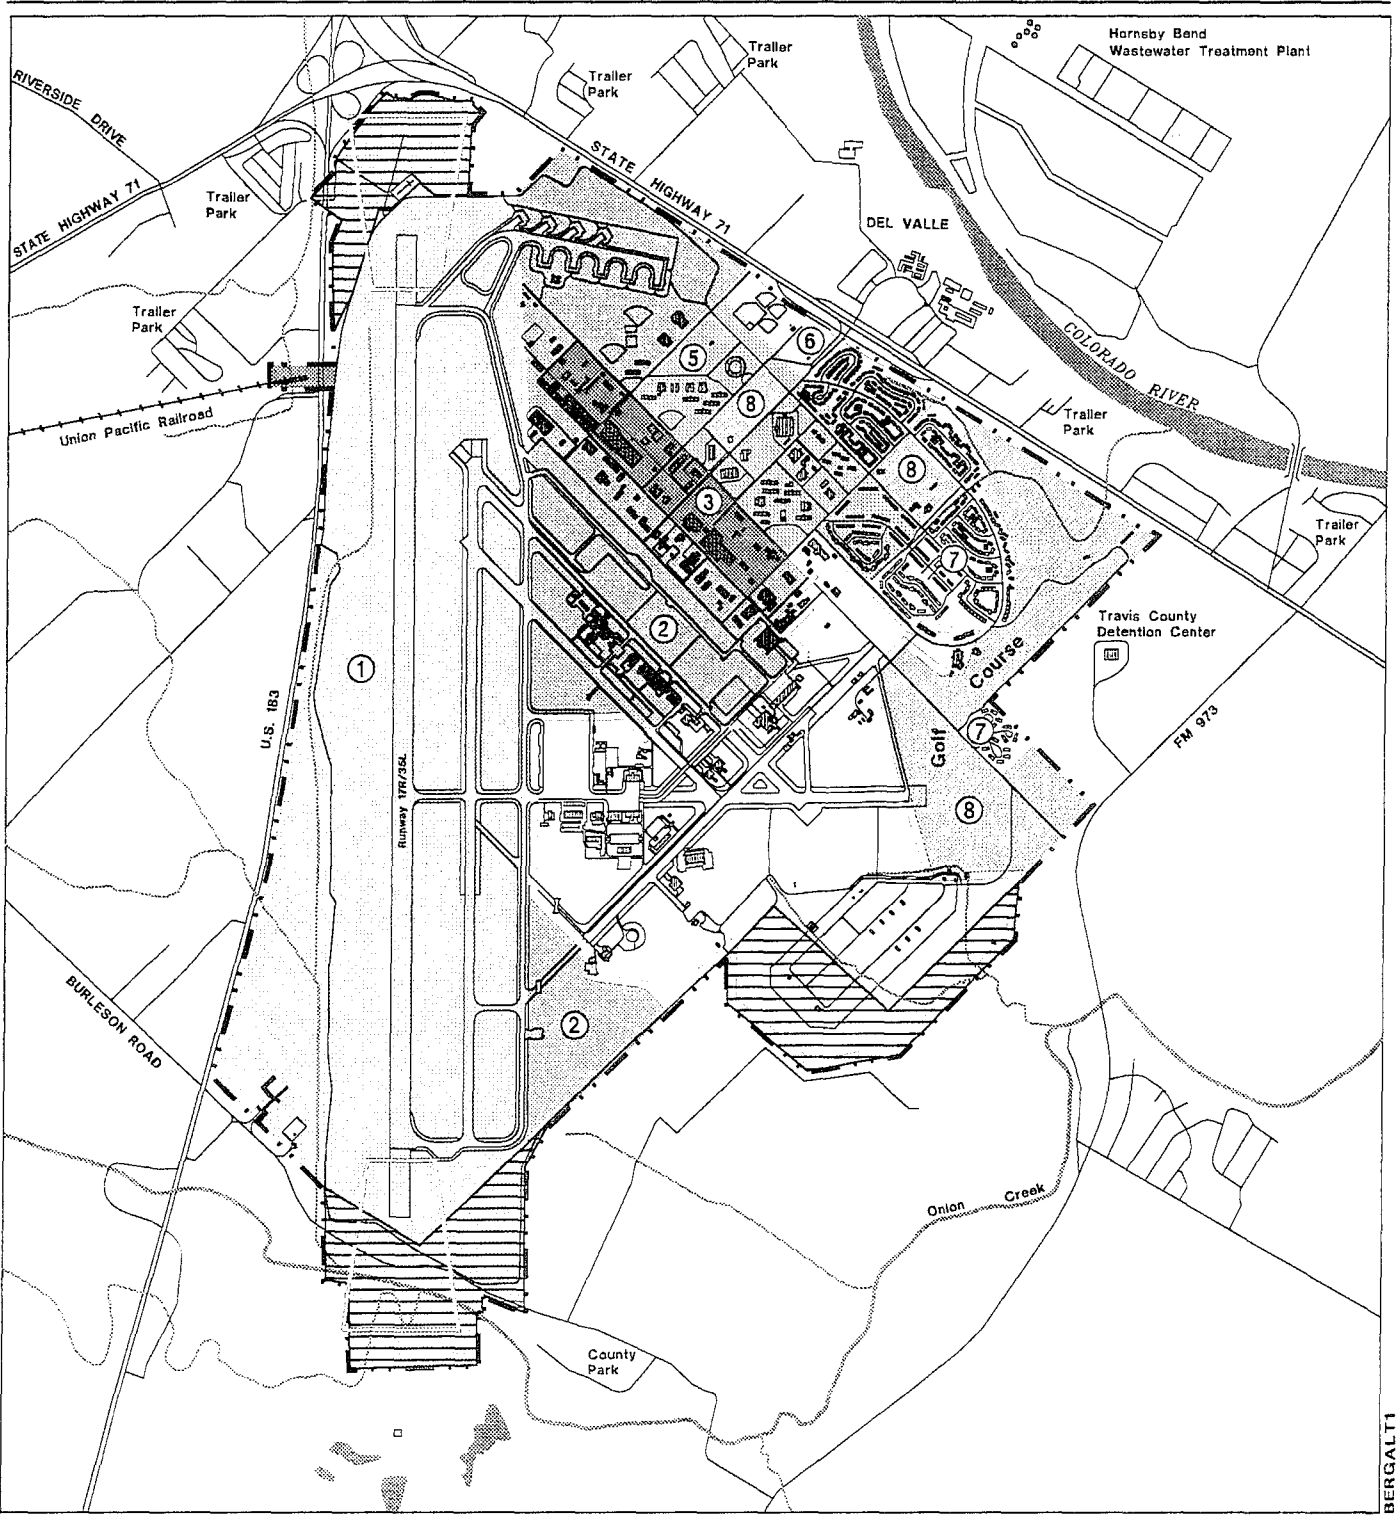 Hornsby Bend
Wastewater Treatment Plant
Trailer
Park
Trailer
Park
RIVERSIDE DRIVE
STATE HIGHWAY 71
Trailer
Park
STATE HIGHWAY 71
DEL VALLE
Trailer
Park
COLORADO RIVER
6
5
8
Union Pacific Railroad
Trailer
Park
8
3
Trailer
Park
7
Travis County
Detention Center
2
1
Golf Course
U.S. 183
7
FM 973
Runway 17R/35L
8
BURLESON ROAD
2
Onion Creek
County
Park
BERGALT1